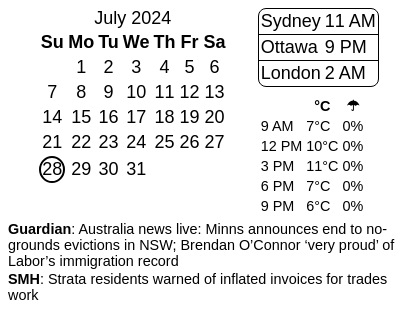 July 2024
Su Mo Tu We Th Fr Sa
1 2 3 4 5 6
7 8 9 10 11 12 13
14 15 16 17 18 19 20
21 22 23 24 25 26 27
28 29 30 31
Sydney 11 AM
Ottawa 9 PM
London 2 AM
°C ☂
9 AM 7°C 0%
12 PM 10°C 0%
3 PM 11°C 0%
6 PM 7°C 0%
9 PM 6°C 0%
Guardian: Australia news live: Minns announces end to no-
grounds evictions in NSW; Brendan O’Connor ‘very proud’ of
Labor’s immigration record
SMH: Strata residents warned of inflated invoices for trades
work